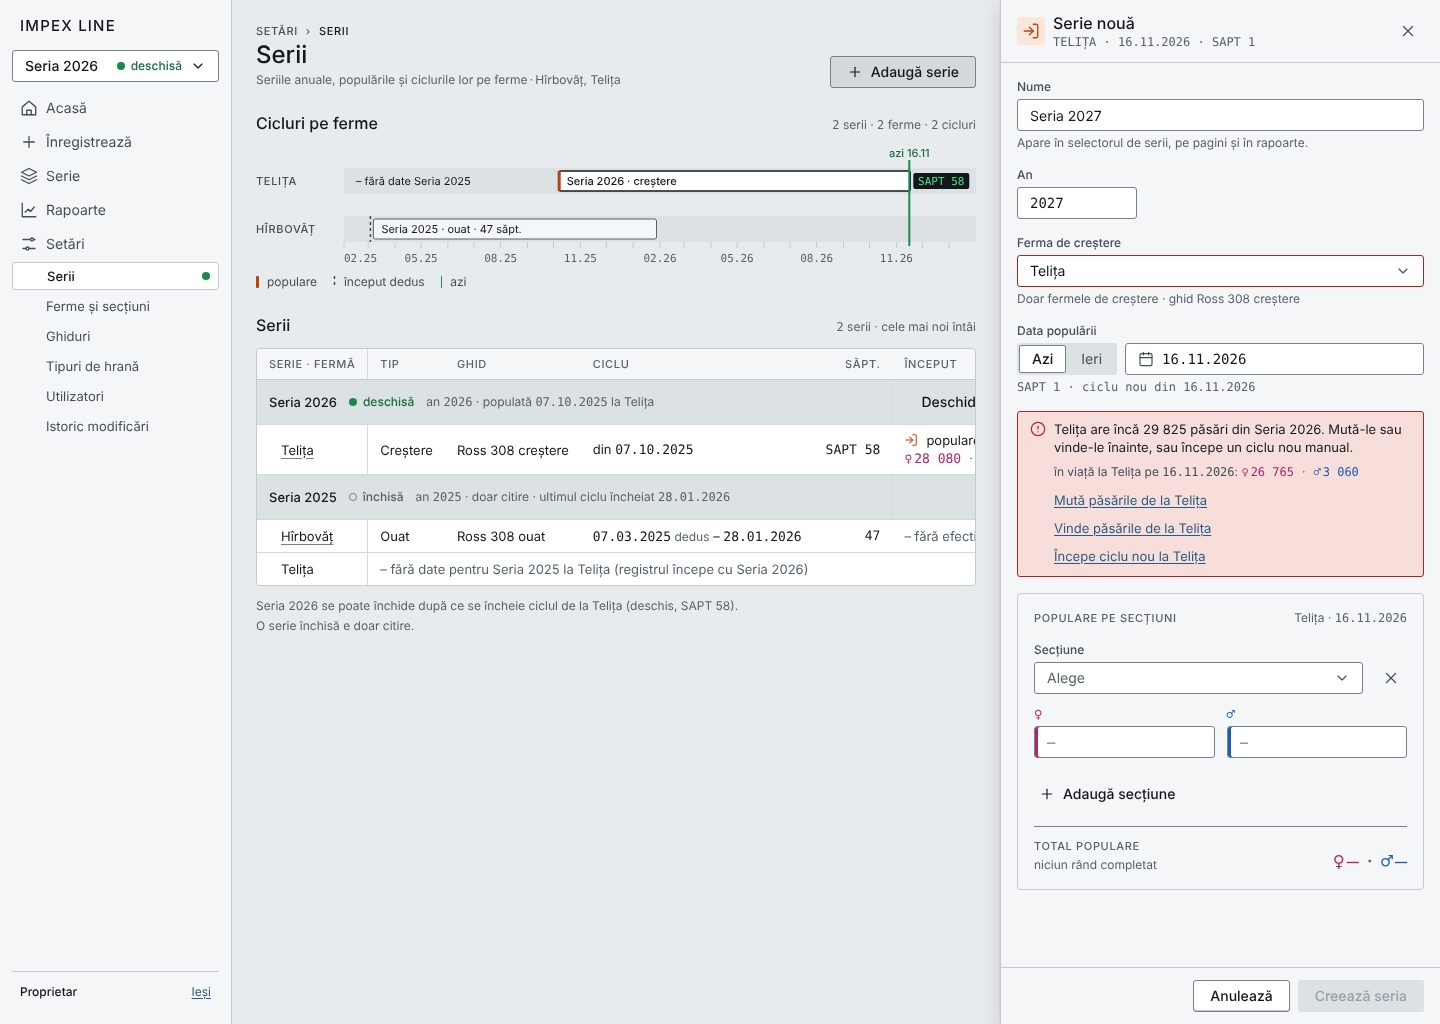 IMPEX LINE
Seria 2026 deschisă
Acasă
Înregistrează
Serie
Rapoarte
Setări
Serii
Ferme și secțiuni
Ghiduri
Tipuri de hrană
Utilizatori
Istoric modificări
Proprietar Ieși
SETĂRI › SERII
Serii
Seriile anuale, populările și ciclurile lor pe ferme · Hîrbovăț, Telița
Adaugă serie
Cicluri pe ferme
2 serii · 2 ferme · 2 cicluri
azi 16.11
TELIȚA – fără date Seria 2025 Seria 2026 · creștere SAPT 58
HÎRBOVĂȚ Seria 2025 · ouat · 47 săpt.
02.25 05.25 08.25 11.25 02.26 05.26 08.26 11.26
populare început dedus azi
Serii
2 serii · cele mai noi întâi
SERIE · FERMĂ TIP GHID CICLU SĂPT. ÎNCEPUT
Seria 2026 deschisă an 2026 · populată 07.10.2025 la Telița Deschid
Telița Creștere Ross 308 creștere din 07.10.2025 SAPT 58 populare
♀28 080 ·
Seria 2025 închisă an 2025 · doar citire · ultimul ciclu încheiat 28.01.2026
Hîrbovăț Ouat Ross 308 ouat 07.03.2025 dedus – 28.01.2026 47 – fără efecti
Telița – fără date pentru Seria 2025 la Telița (registrul începe cu Seria 2026)
Seria 2026 se poate închide după ce se încheie ciclul de la Telița (deschis, SAPT 58).
O serie închisă e doar citire.
Serie nouă
TELIȚA · 16.11.2026 · SAPT 1
Nume
Seria 2027
Apare în selectorul de serii, pe pagini și în rapoarte.
An
2027
Ferma de creștere
Telița
Doar fermele de creștere · ghid Ross 308 creștere
Data populării
Azi Ieri 16.11.2026
SAPT 1 · ciclu nou din 16.11.2026
Telița are încă 29 825 păsări din Seria 2026. Mută-le sau
vinde-le înainte, sau începe un ciclu nou manual.
în viață la Telița pe 16.11.2026: ♀26 765 · ♂3 060
Mută păsările de la Telița
Vinde păsările de la Telița
Începe ciclu nou la Telița
POPULARE PE SECȚIUNI Telița · 16.11.2026
Secțiune
Alege
♀ ♂
– –
Adaugă secțiune
TOTAL POPULARE
niciun rând completat ♀— · ♂—
Anulează Creează seria